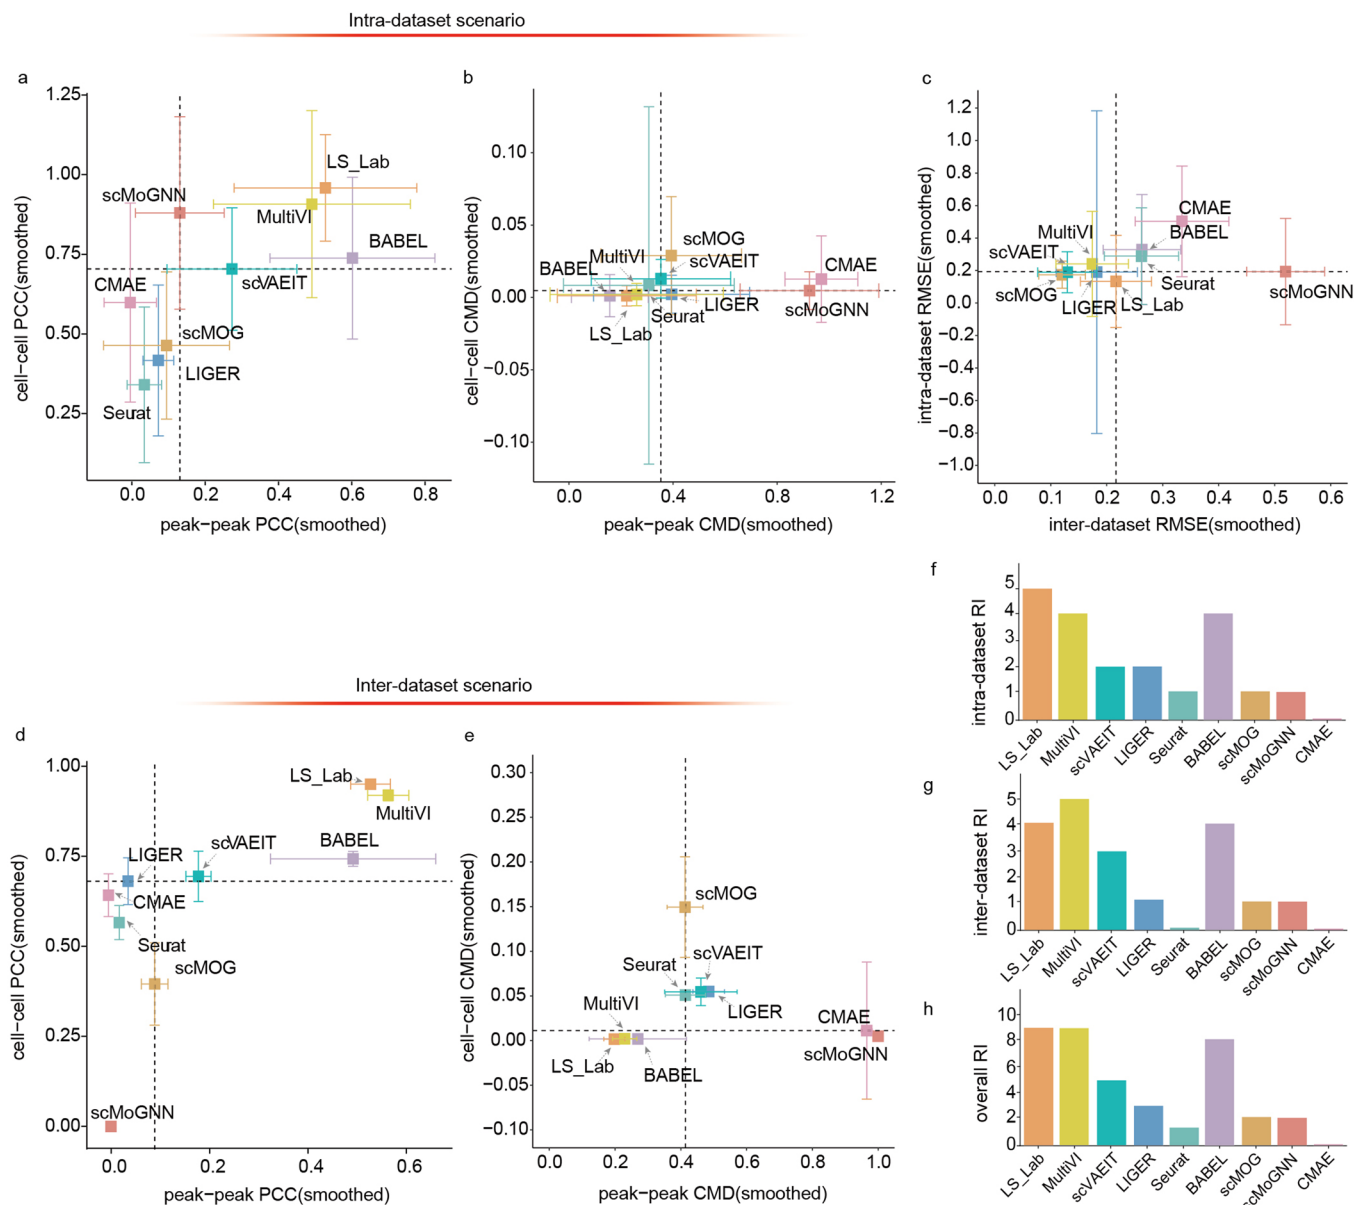 Intra-dataset scenario
a
1.25
1.00
0.75
0.50
0.25
cell-cell PCC(smoothed)
LS_Lab
scMoGNN
MultiVI
BABEL
CMAE
scVAEIT
scMOG
LIGER
Seurat
0.0 0.2 0.4 0.6 0.8
peak-peak PCC(smoothed)
b
0.10
0.05
0.00
-0.05
-0.10
cell-cell CMD(smoothed)
scMOG
MultiVI
scVAEIT
BABEL
CMAE
LIGER
Seurat
scMoGNN
LS_Lab
0.0 0.4 0.8 1.2
peak-peak CMD(smoothed)
c
1.2
1.0
0.8
0.6
0.4
0.2
0.0
-0.2
-0.4
-0.6
-0.8
-1.0
intra-dataset RMSE(smoothed)
CMAE
MultiVI
BABEL
scVAEIT
Seurat
scMOG
scMoGNN
LIGER
LS_Lab
0.0 0.1 0.2 0.3 0.4 0.5 0.6
inter-dataset RMSE(smoothed)
Inter-dataset scenario
d
1.00
0.75
0.50
0.25
0.00
cell-cell PCC(smoothed)
LS_Lab
MultiVI
scVAEIT
BABEL
LIGER
CMAE
Seurat
scMOG
scMoGNN
0.0 0.2 0.4 0.6
peak-peak PCC(smoothed)
e
0.30
0.25
0.20
0.15
0.10
0.05
0.00
-0.05
-0.10
cell-cell CMD(smoothed)
scMOG
scVAEIT
Seurat
MultiVI
LIGER
CMAE
scMoGNN
LS_Lab
BABEL
0.0 0.2 0.4 0.6 0.8 1.0
peak-peak CMD(smoothed)
f
5
4
3
2
1
0
intra-dataset RI
LS_Lab MultiVI scVAEIT LIGER Seurat BABEL scMOG scMoGNN CMAE
g
5
4
3
2
1
0
inter-dataset RI
LS_Lab MultiVI scVAEIT LIGER Seurat BABEL scMOG scMoGNN CMAE
h
10
8
6
4
2
0
overall RI
LS_Lab MultiVI scVAEIT LIGER Seurat BABEL scMOG scMoGNN CMAE